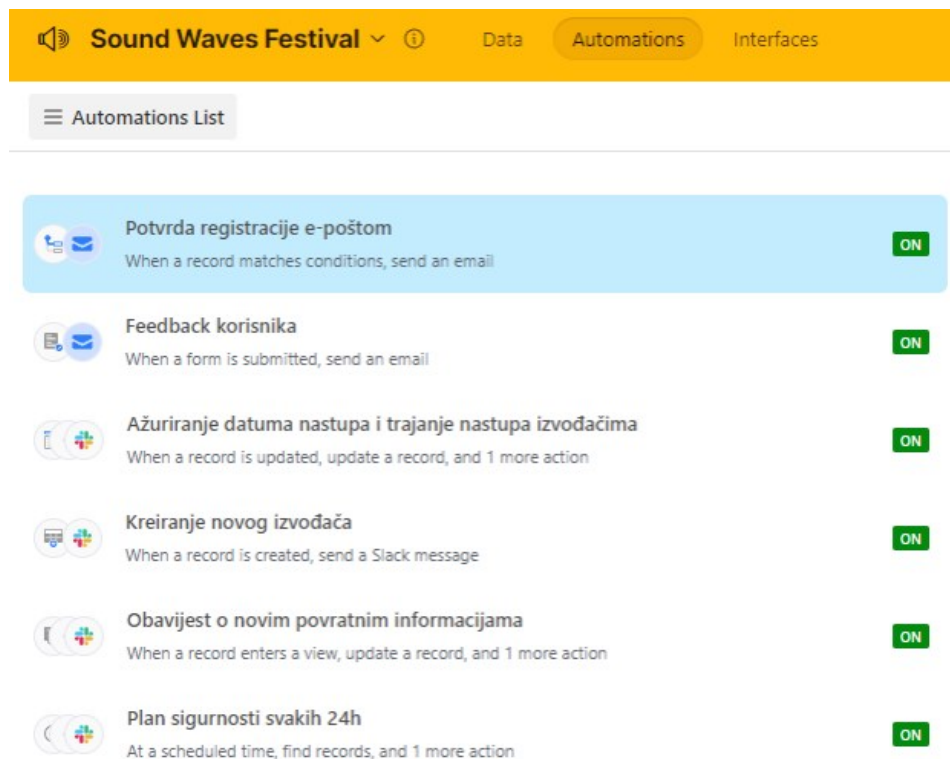 Sound Waves Festival Data Automations Interfaces
Automations List
Potvrda registracije e-poštom
When a record matches conditions, send an email
ON
Feedback korisnika
When a form is submitted, send an email
ON
Ažuriranje datuma nastupa i trajanje nastupa izvođačima
When a record is updated, update a record, and 1 more action
ON
Kreiranje novog izvođača
When a record is created, send a Slack message
ON
Obavijest o novim povratnim informacijama
When a record enters a view, update a record, and 1 more action
ON
Plan sigurnosti svakih 24h
At a scheduled time, find records, and 1 more action
ON